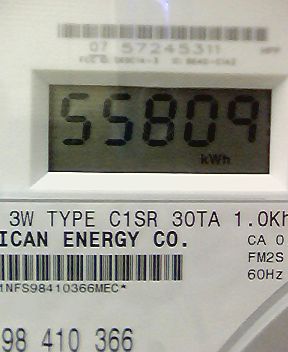 07 57245311
55809
kWh
3W TYPE C1SR 30TA 1.0Kh
ICAN ENERGY CO.
CA 0
FM2S
60Hz
1NFS98410366MEC*
98 410 366